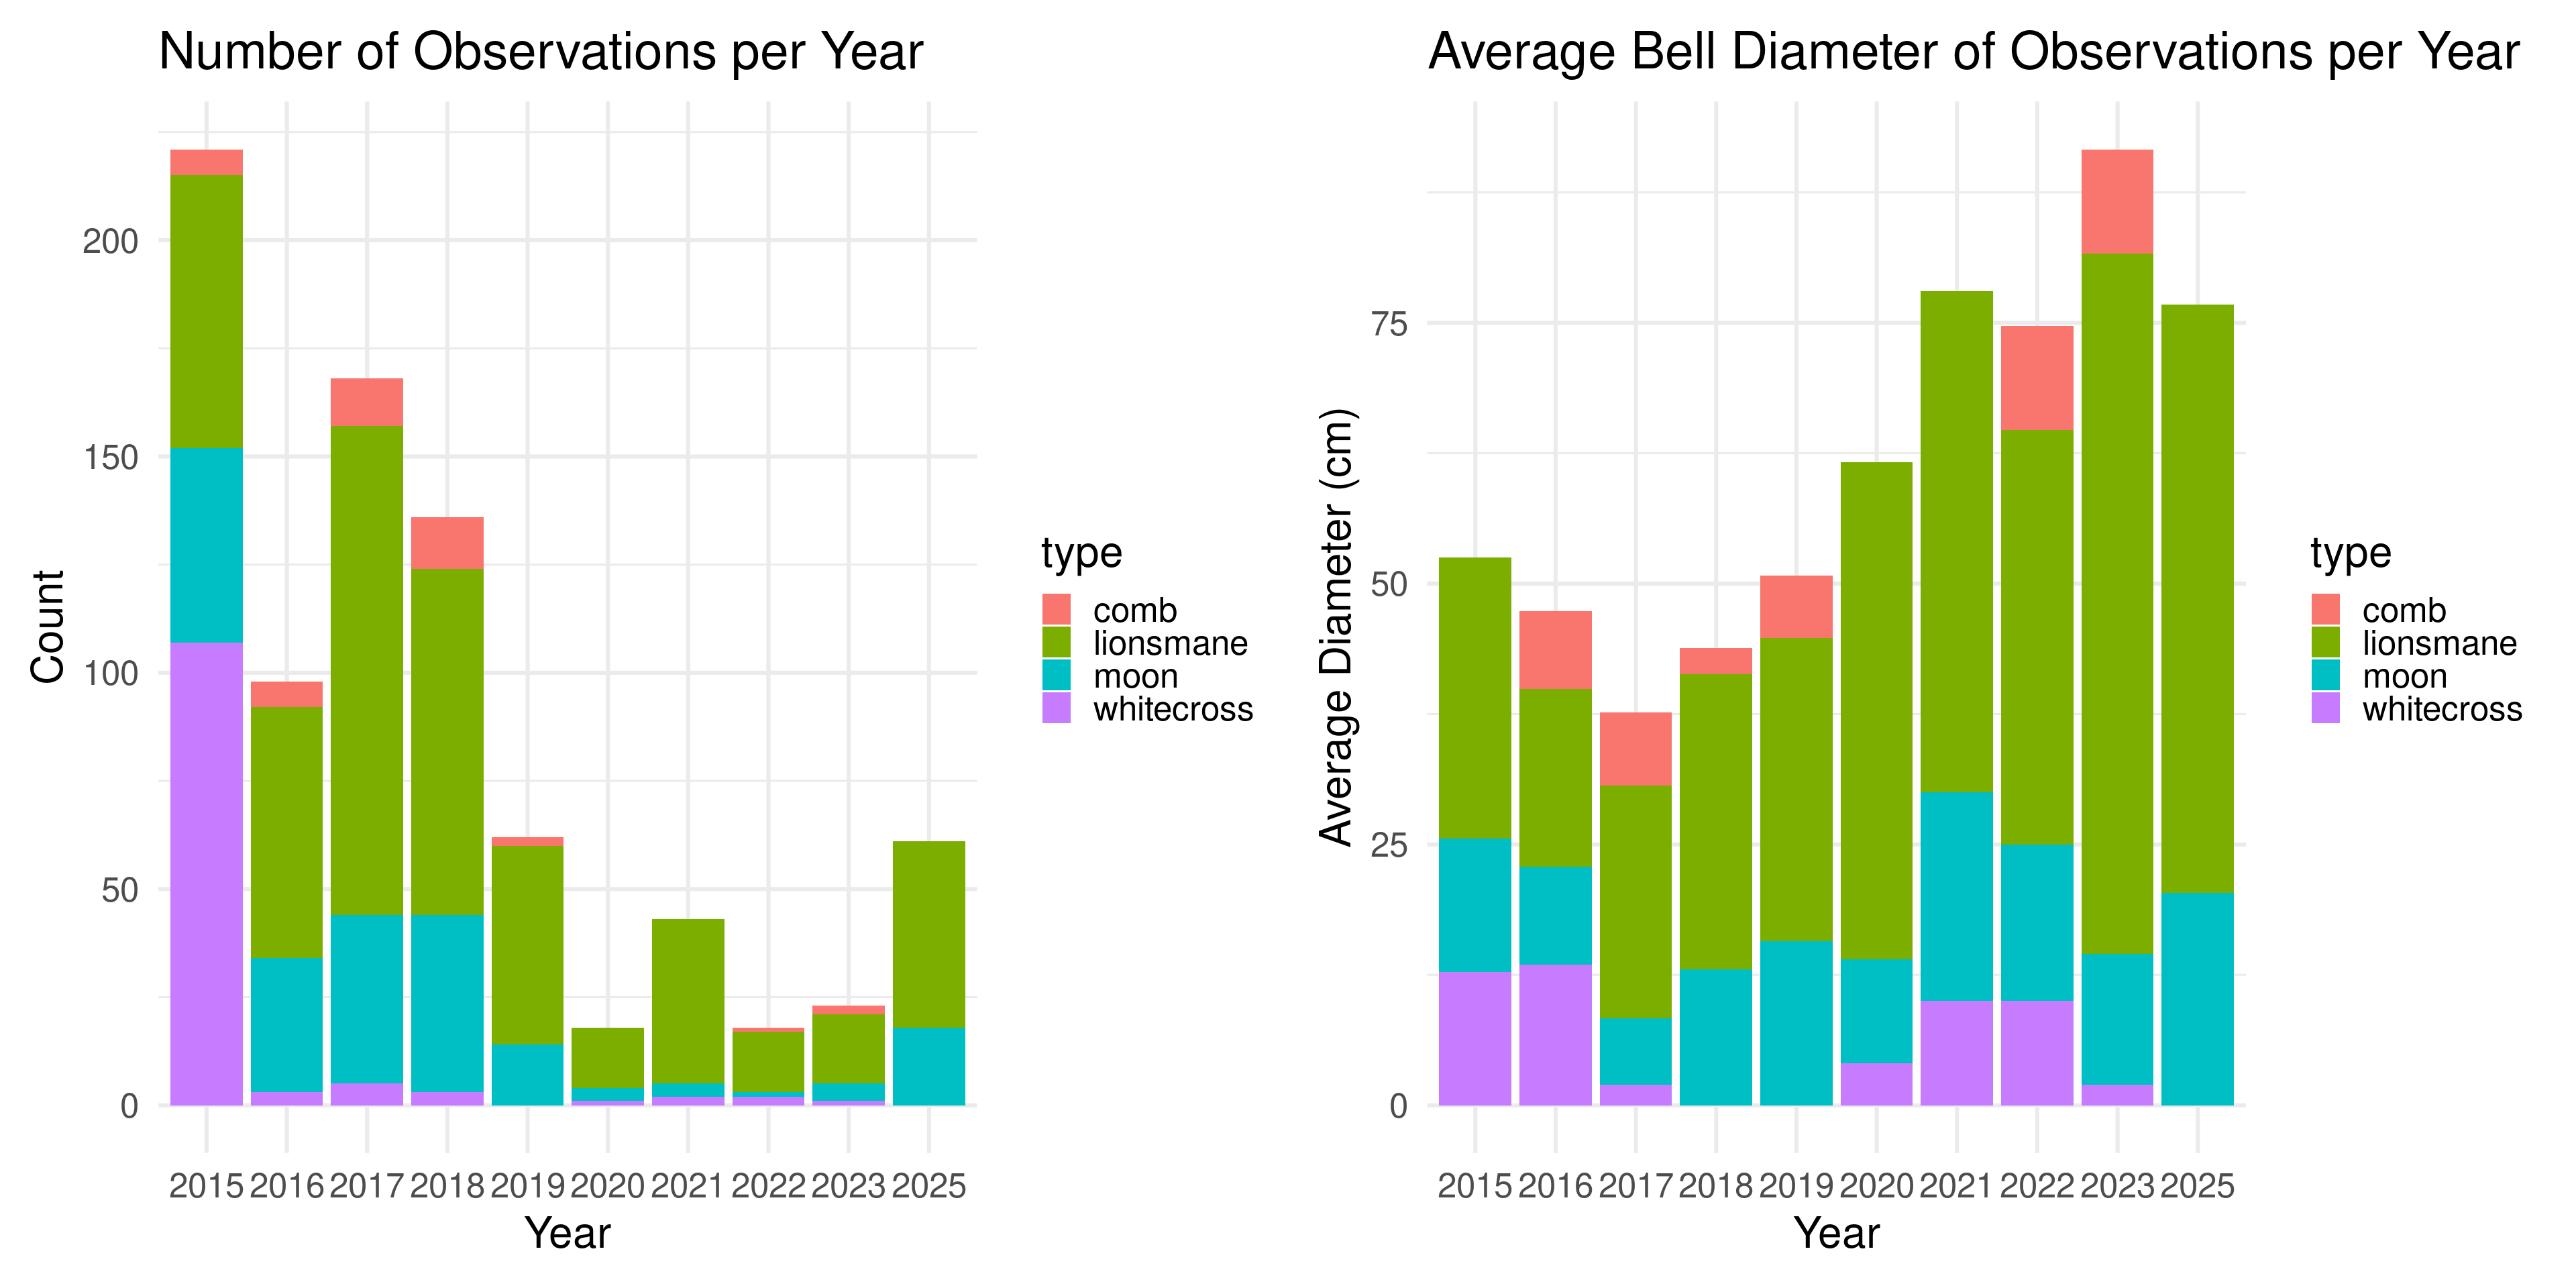 Number of Observations per Year
Count
200
150
100
50
0
2015 2016 2017 2018 2019 2020 2021 2022 2023 2025
Year
type
comb
lionsmane
moon
whitecross
Average Bell Diameter of Observations per Year
Average Diameter (cm)
75
50
25
0
2015 2016 2017 2018 2019 2020 2021 2022 2023 2025
Year
type
comb
lionsmane
moon
whitecross